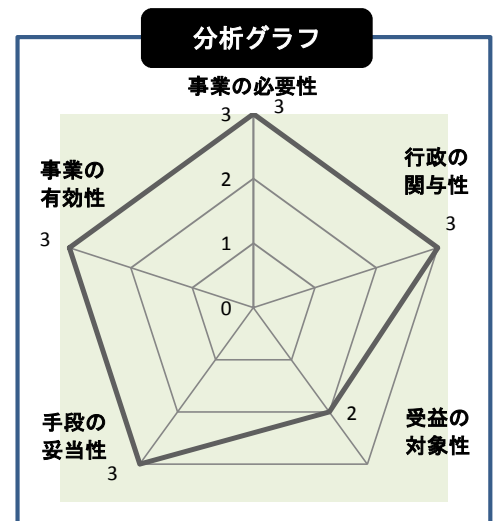 分析グラフ
事業の必要性
3
3
行政の
関与性
3
事業の
有効性
3
2
1
0
受益の
対象性
2
手段の
妥当性
3